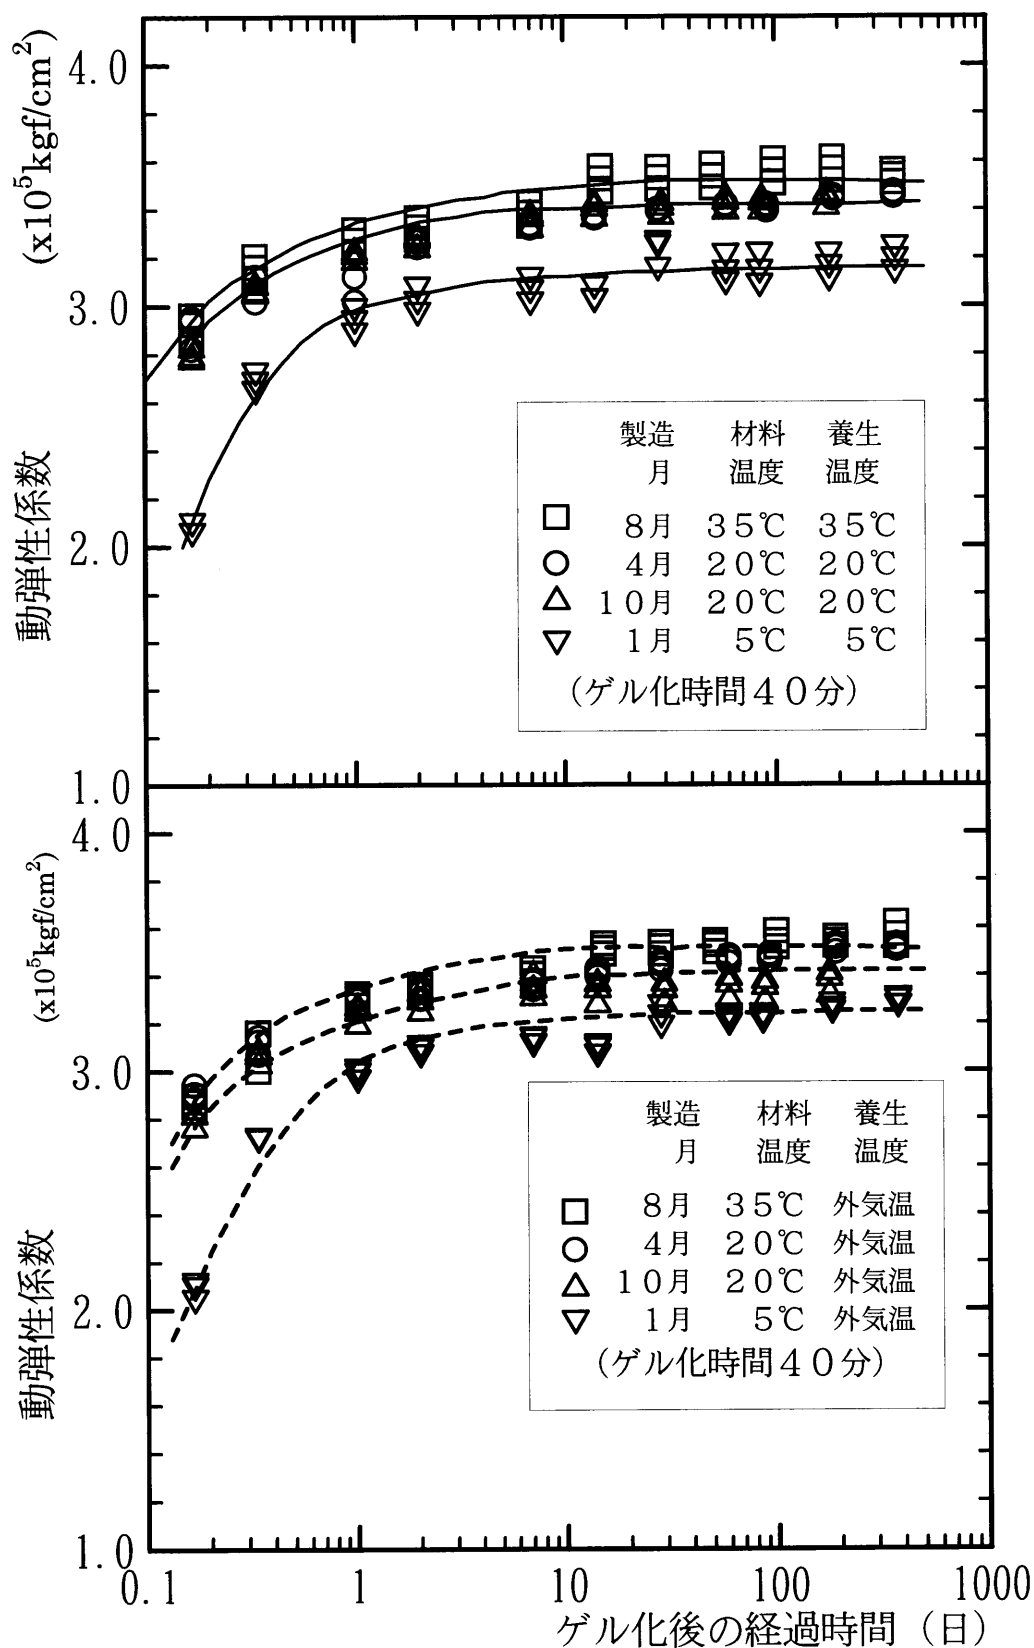 4.0
3.0
2.0
1.0
動弾性係数 (x10⁵kgf/cm²)
製造 材料 養生
月 温度 温度
□ 8月 35℃ 35℃
○ 4月 20℃ 20℃
△ 10月 20℃ 20℃
▽ 1月 5℃ 5℃
(ゲル化時間40分)
4.0
3.0
2.0
1.0
動弾性係数 (x10⁵kgf/cm²)
製造 材料 養生
月 温度 温度
□ 8月 35℃ 外気温
○ 4月 20℃ 外気温
△ 10月 20℃ 外気温
▽ 1月 5℃ 外気温
(ゲル化時間40分)
0.1 1 10 100 1000
ゲル化後の経過時間(日)